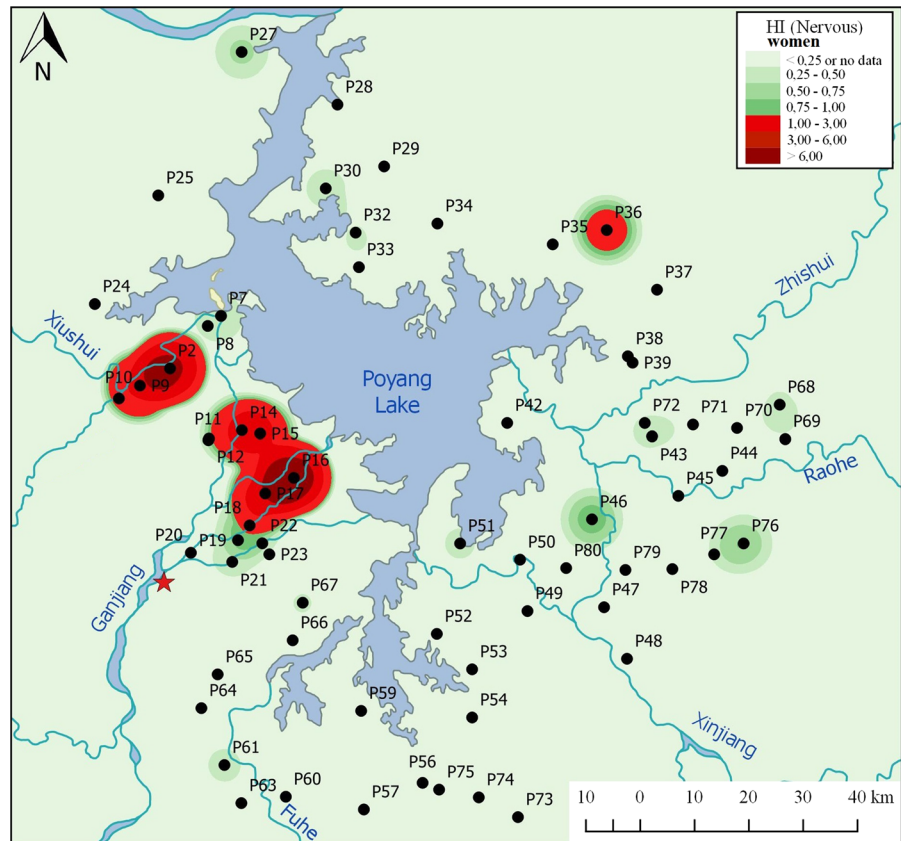 HI (Nervous)
women
< 0,25 or no data
0,25 - 0,50
0,50 - 0,75
0,75 - 1,00
1,00 - 3,00
3,00 - 6,00
> 6,00
N
P27
P28
P29
P25
P30
P34
P32
P35
P36
P33
P37
Zhishui
P24
P7
Xiushui
P8
P38
P2
P39
P10
P9
Poyang
Lake
P68
P11
P14
P42
P72
P71
P70
P15
P12
P43
P69
P16
P44
Raohe
P45
P17
P18
P46
P22
P51
P76
P20
P19
P77
P23
P50
P21
P80
P79
P78
Ganjiang
P67
P49
P47
P66
P52
P48
P65
P53
P64
P59
P54
Xinjiang
P61
P56
P75
P74
P63
P60
P57
P73
Fuhe
10 0 10 20 30 40 km